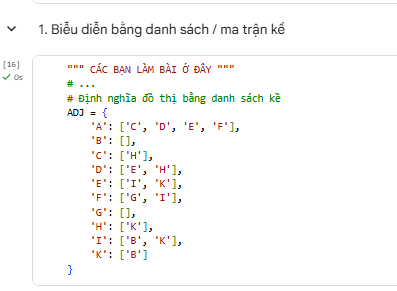 1. Biễu diễn bằng danh sách / ma trận kề
[16]
0s
""" CÁC BẠN LÀM BÀI Ở ĐÂY """
# ...
# Định nghĩa đồ thị bằng danh sách kề
ADJ = {
    'A': ['C', 'D', 'E', 'F'],
    'B': [],
    'C': ['H'],
    'D': ['E', 'H'],
    'E': ['I', 'K'],
    'F': ['G', 'I'],
    'G': [],
    'H': ['K'],
    'I': ['B', 'K'],
    'K': ['B']
}